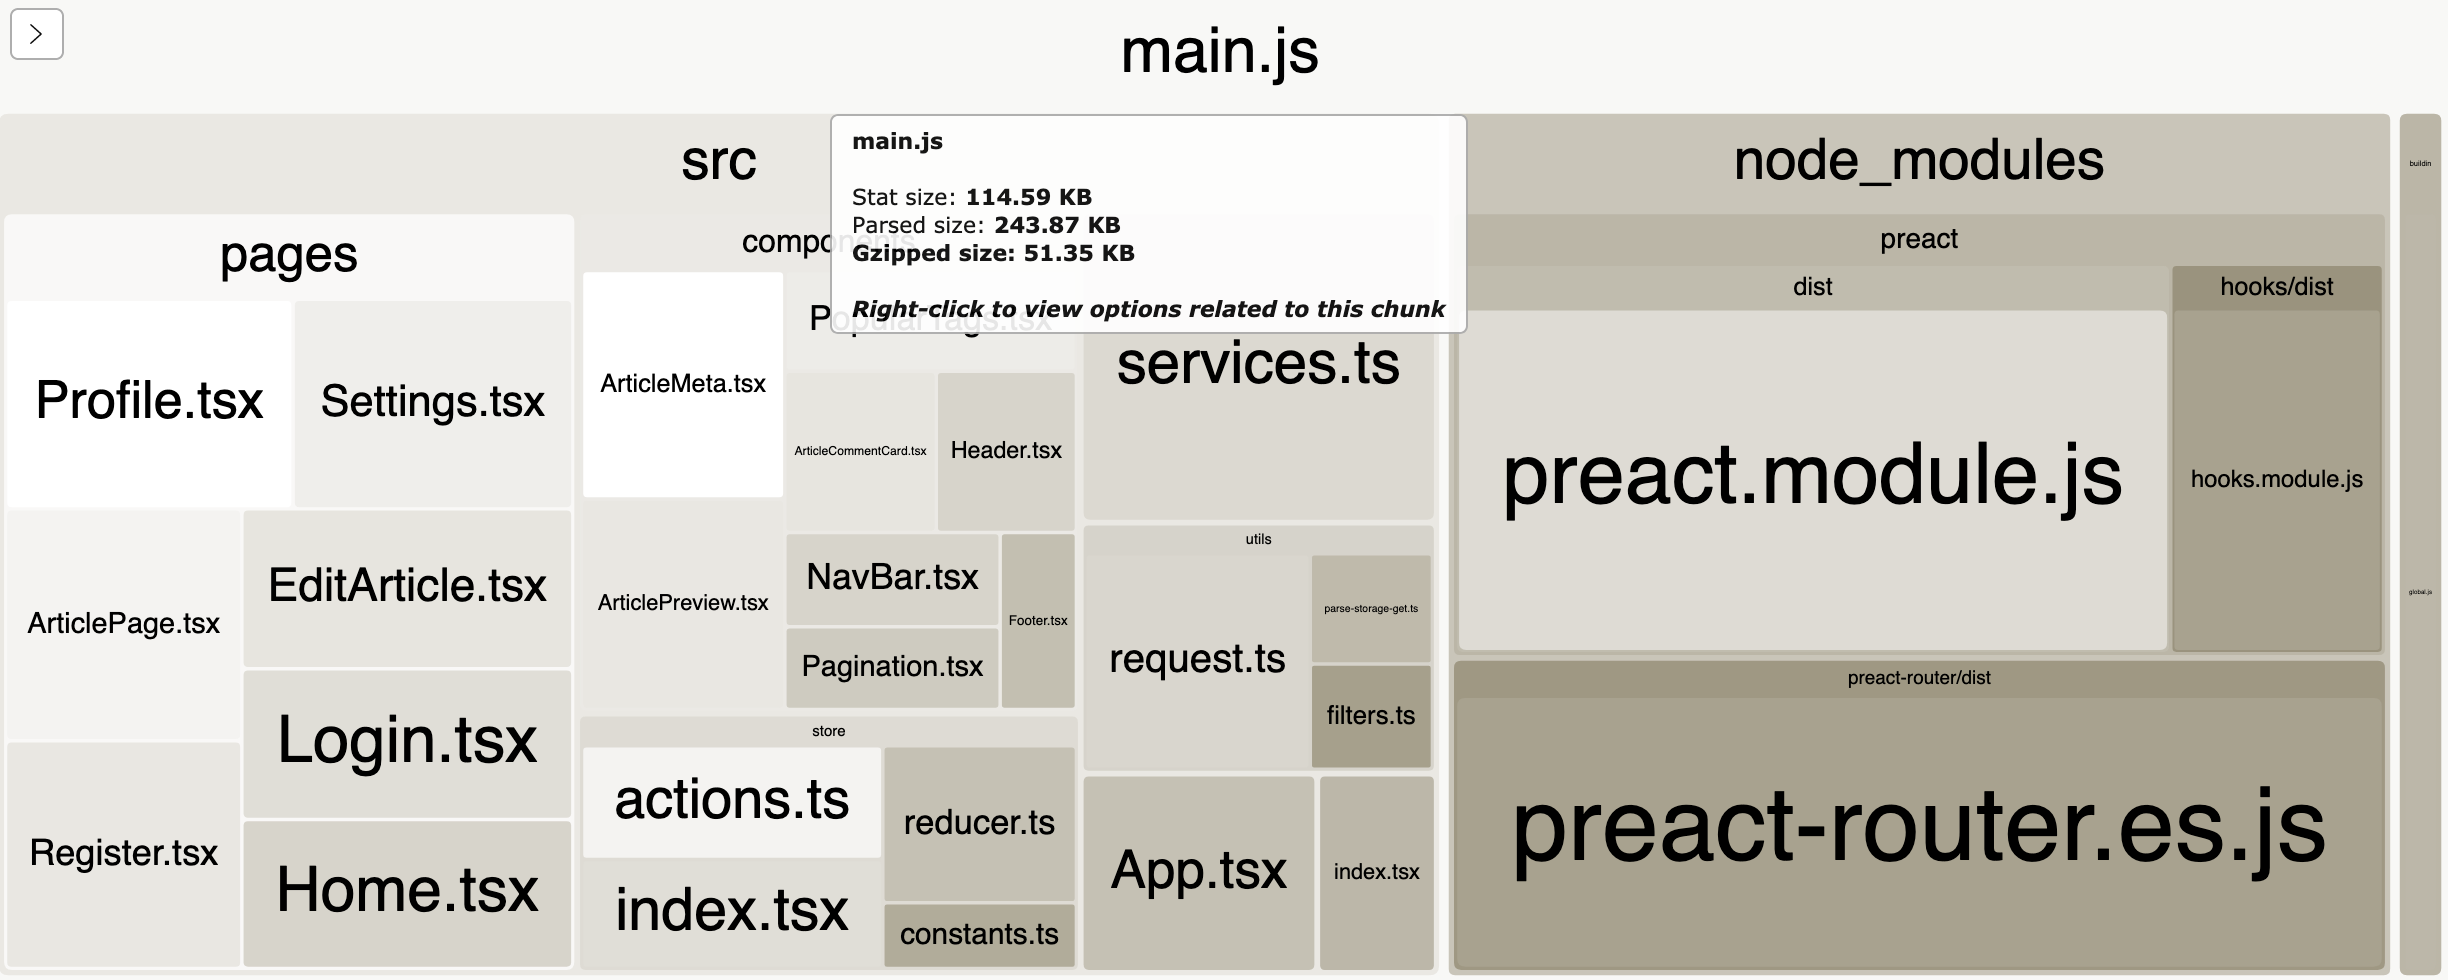 main.js
src
main.js
Stat size: 114.59 KB
Parsed size: 243.87 KB
Gzipped size: 51.35 KB
Right-click to view options related to this chunk
node_modules
buildin
pages
components
preact
dist
hooks/dist
Profile.tsx
Settings.tsx
ArticleMeta.tsx
PopularTags.tsx
services.ts
ArticleCommentCard.tsx
Header.tsx
preact.module.js
hooks.module.js
ArticlePage.tsx
EditArticle.tsx
ArticlePreview.tsx
NavBar.tsx
Footer.tsx
Pagination.tsx
utils
request.ts
parse-storage-get.ts
filters.ts
global.js
preact-router/dist
Login.tsx
store
actions.ts
reducer.ts
Register.tsx
Home.tsx
index.tsx
constants.ts
App.tsx
index.tsx
preact-router.es.js